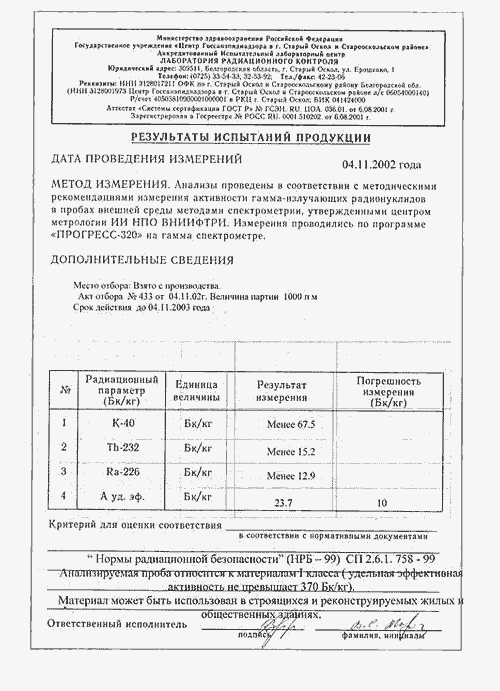 Министерство здравоохранения Российской Федерации
Государственное учреждение «Центр Госсанэпиднадзора в г. Старый Оскол и Старооскольском районе»
Аккредитованный Испытательный лабораторный центр
ЛАБОРАТОРИЯ РАДИАЦИОННОГО КОНТРОЛЯ
Юридический адрес: 309511, Белгородская область, г. Старый Оскол, ул. Ерошенко, 1
Телефон: (0725) 33-54-33, 32-53-92; Тел./факс: 42-23-06
Реквизиты: ИНН 3128017211 ОФК по г. Старый Оскол и Старооскольскому району Белгородской обл.
(ИНН 3128001973 Центр Госсанэпиднадзора в г. Старый Оскол и Старооскольском районе л/с 06054000140)
Р/счет 40503810900001000001 в РКЦ г. Старый Оскол; БИК 041424000
Аттестат «Системы сертификации ГОСТ Р» № ГСЭН. RU. ЦОА. 036.01. от 6.08.2001 г.
Зарегистрирован в Госреестре № РОСС RU. 0001.510202. от 6.08.2001 г.
РЕЗУЛЬТАТЫ ИСПЫТАНИЙ ПРОДУКЦИИ
ДАТА ПРОВЕДЕНИЯ ИЗМЕРЕНИЙ 04.11.2002 года
МЕТОД ИЗМЕРЕНИЯ. Анализы проведены в соответствии с методическими
рекомендациями измерения активности гамма-излучающих радионуклидов
в пробах внешней среды методами спектрометрии, утвержденными центром
метрологии ИИ НПО ВНИИФТРИ. Измерения проводились по программе
«ПРОГРЕСС-320» на гамма спектрометре.
ДОПОЛНИТЕЛЬНЫЕ СВЕДЕНИЯ
Место отбора: Взято с производства.
Акт отбора № 433 от 04.11.02г. Величина партии 1000 п.м
Срок действия до 04.11.2003 года
№ Радиационный параметр (Бк/кг) Единица величины Результат измерения Погрешность измерения (Бк/кг)
1 К-40 Бк/кг Менее 67.5
2 Th-232 Бк/кг Менее 15.2
3 Ra-226 Бк/кг Менее 12.9
4 А уд. эф. Бк/кг 23.7 10
Критерий для оценки соответствия
в соответствии с нормативными документами
“ Нормы радиационной безопасности” (НРБ – 99) СП 2.6.1. 758 - 99
Анализируемая проба относится к материалам I класса ( удельная эффективная
активность не превышает 370 Бк/кг).
Материал может быть использован в строящихся и реконструируемых жилых и
общественных зданиях.
Ответственный исполнитель
подпись фамилия, инициалы